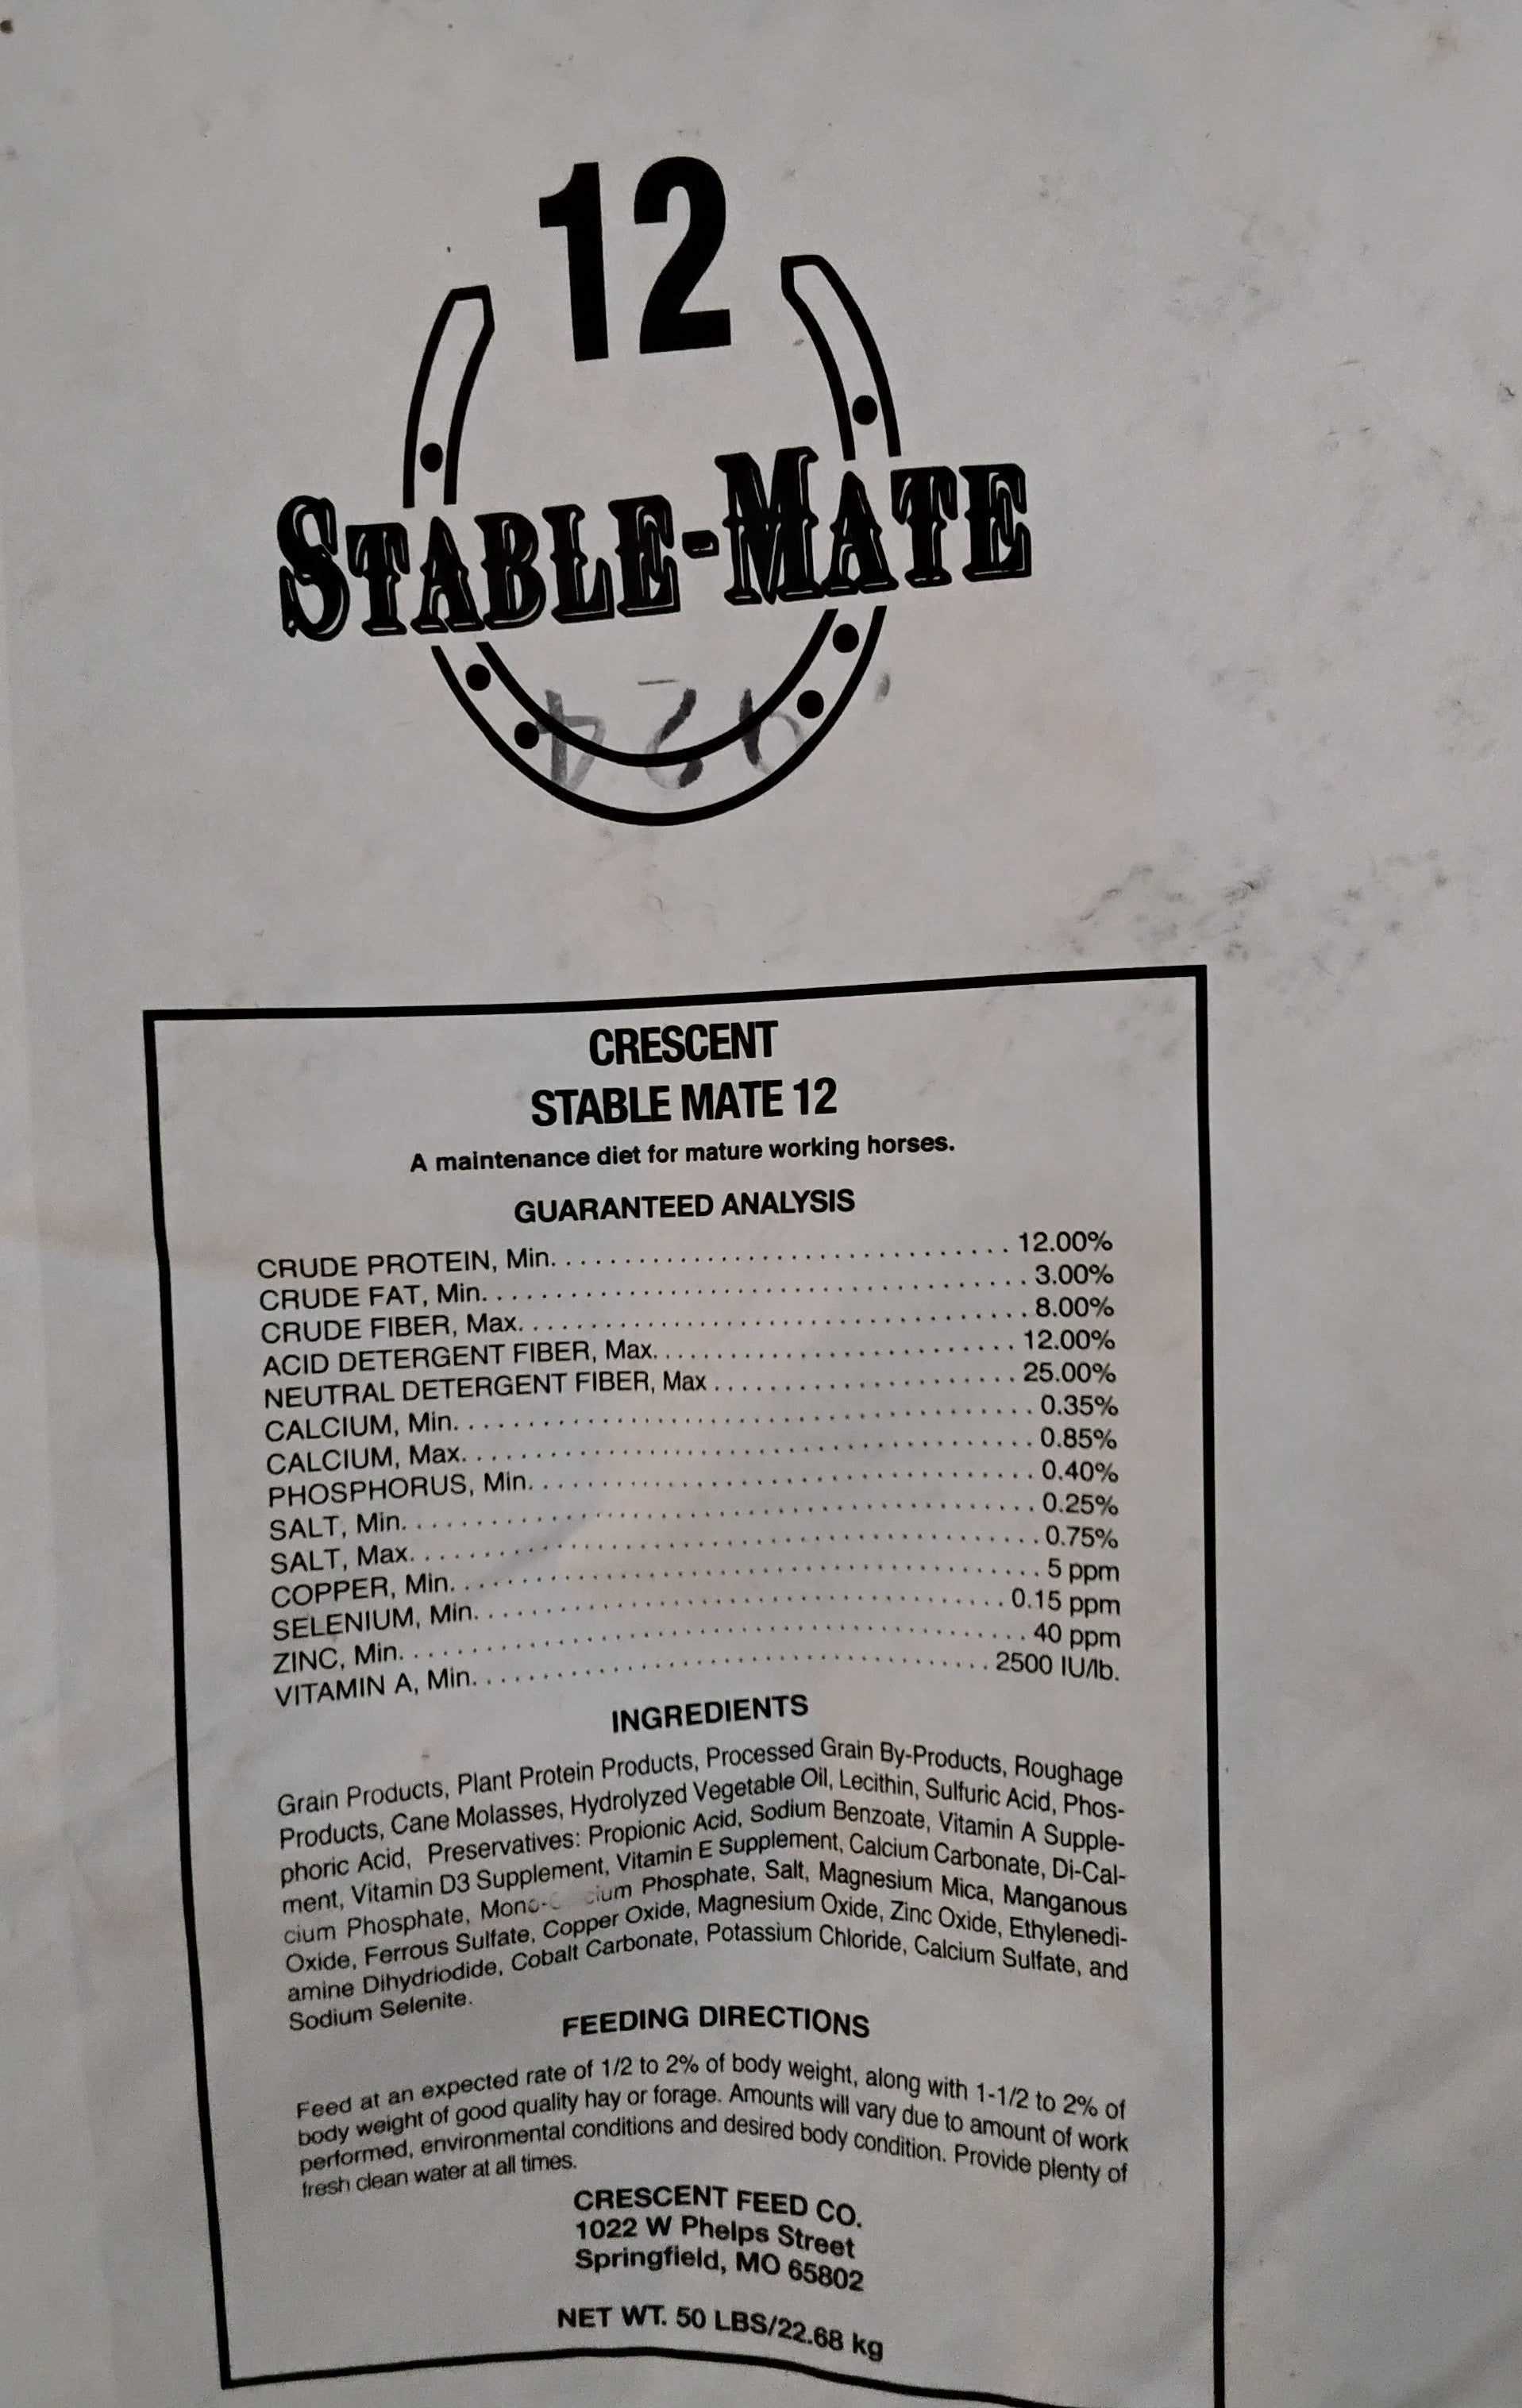 12
STABLE-MATE
CRESCENT
STABLE MATE 12
A maintenance diet for mature working horses.
GUARANTEED ANALYSIS
CRUDE PROTEIN, Min. 12.00%
CRUDE FAT, Min. 3.00%
CRUDE FIBER, Max. 8.00%
ACID DETERGENT FIBER, Max. 12.00%
NEUTRAL DETERGENT FIBER, Max 25.00%
CALCIUM, Min. 0.35%
CALCIUM, Max. 0.85%
PHOSPHORUS, Min. 0.40%
SALT, Min. 0.25%
SALT, Max. 0.75%
COPPER, Min. 5 ppm
SELENIUM, Min. 0.15 ppm
ZINC, Min. 40 ppm
VITAMIN A, Min. 2500 IU/lb.
INGREDIENTS
Grain Products, Plant Protein Products, Processed Grain By-Products, Roughage
Products, Cane Molasses, Hydrolyzed Vegetable Oil, Lecithin, Sulfuric Acid, Phos-
phoric Acid, Preservatives: Propionic Acid, Sodium Benzoate, Vitamin A Supple-
ment, Vitamin D3 Supplement, Vitamin E Supplement, Calcium Carbonate, Di-Cal-
cium Phosphate, Phosphate, Salt, Magnesium Mica, Manganous
Oxide, Ferrous Sulfate, Copper Oxide, Magnesium Oxide, Zinc Oxide, Ethylenedi-
amine Dihydriodide, Cobalt Carbonate, Potassium Chloride, Calcium Sulfate, and
Sodium Selenite.
FEEDING DIRECTIONS
Feed at an expected rate of 1/2 to 2% of body weight, along with 1-1/2 to 2% of
body weight of good quality hay or forage. Amounts will vary due to amount of work
performed, environmental conditions and desired body condition. Provide plenty of
fresh clean water at all times.
CRESCENT FEED CO.
1022 W Phelps Street
Springfield, MO 65802
NET WT. 50 LBS/22.68 kg